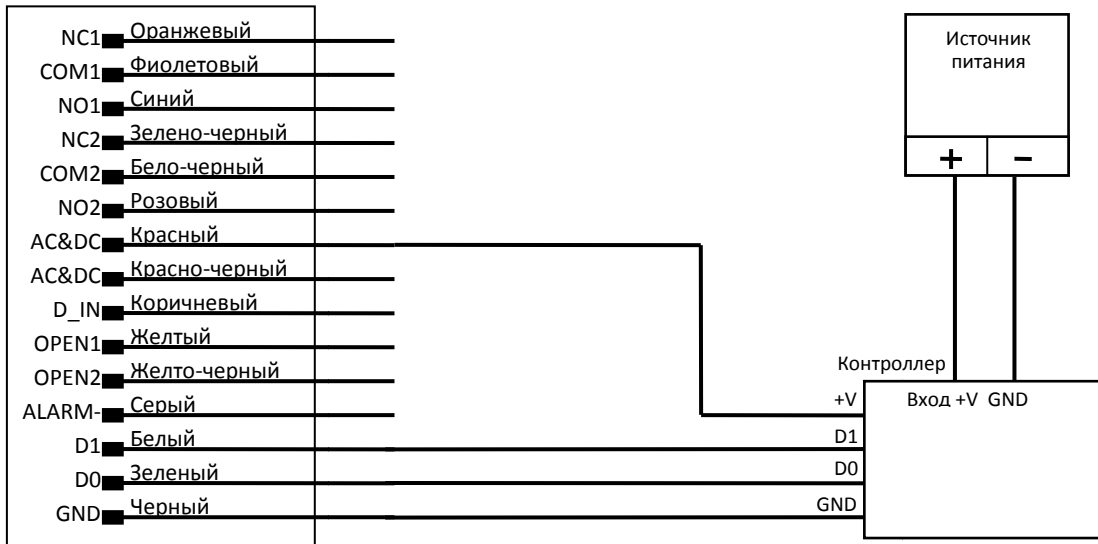 NC1 Оранжевый
COM1 Фиолетовый
NO1 Синий
NC2 Зелено-черный
COM2 Бело-черный
NO2 Розовый
AC&DC Красный
AC&DC Красно-черный
D_IN Коричневый
OPEN1 Желтый
OPEN2 Желто-черный
ALARM- Серый
D1 Белый
D0 Зеленый
GND Черный
Источник
питания
+ −
Контроллер
Вход +V GND
+V
D1
D0
GND